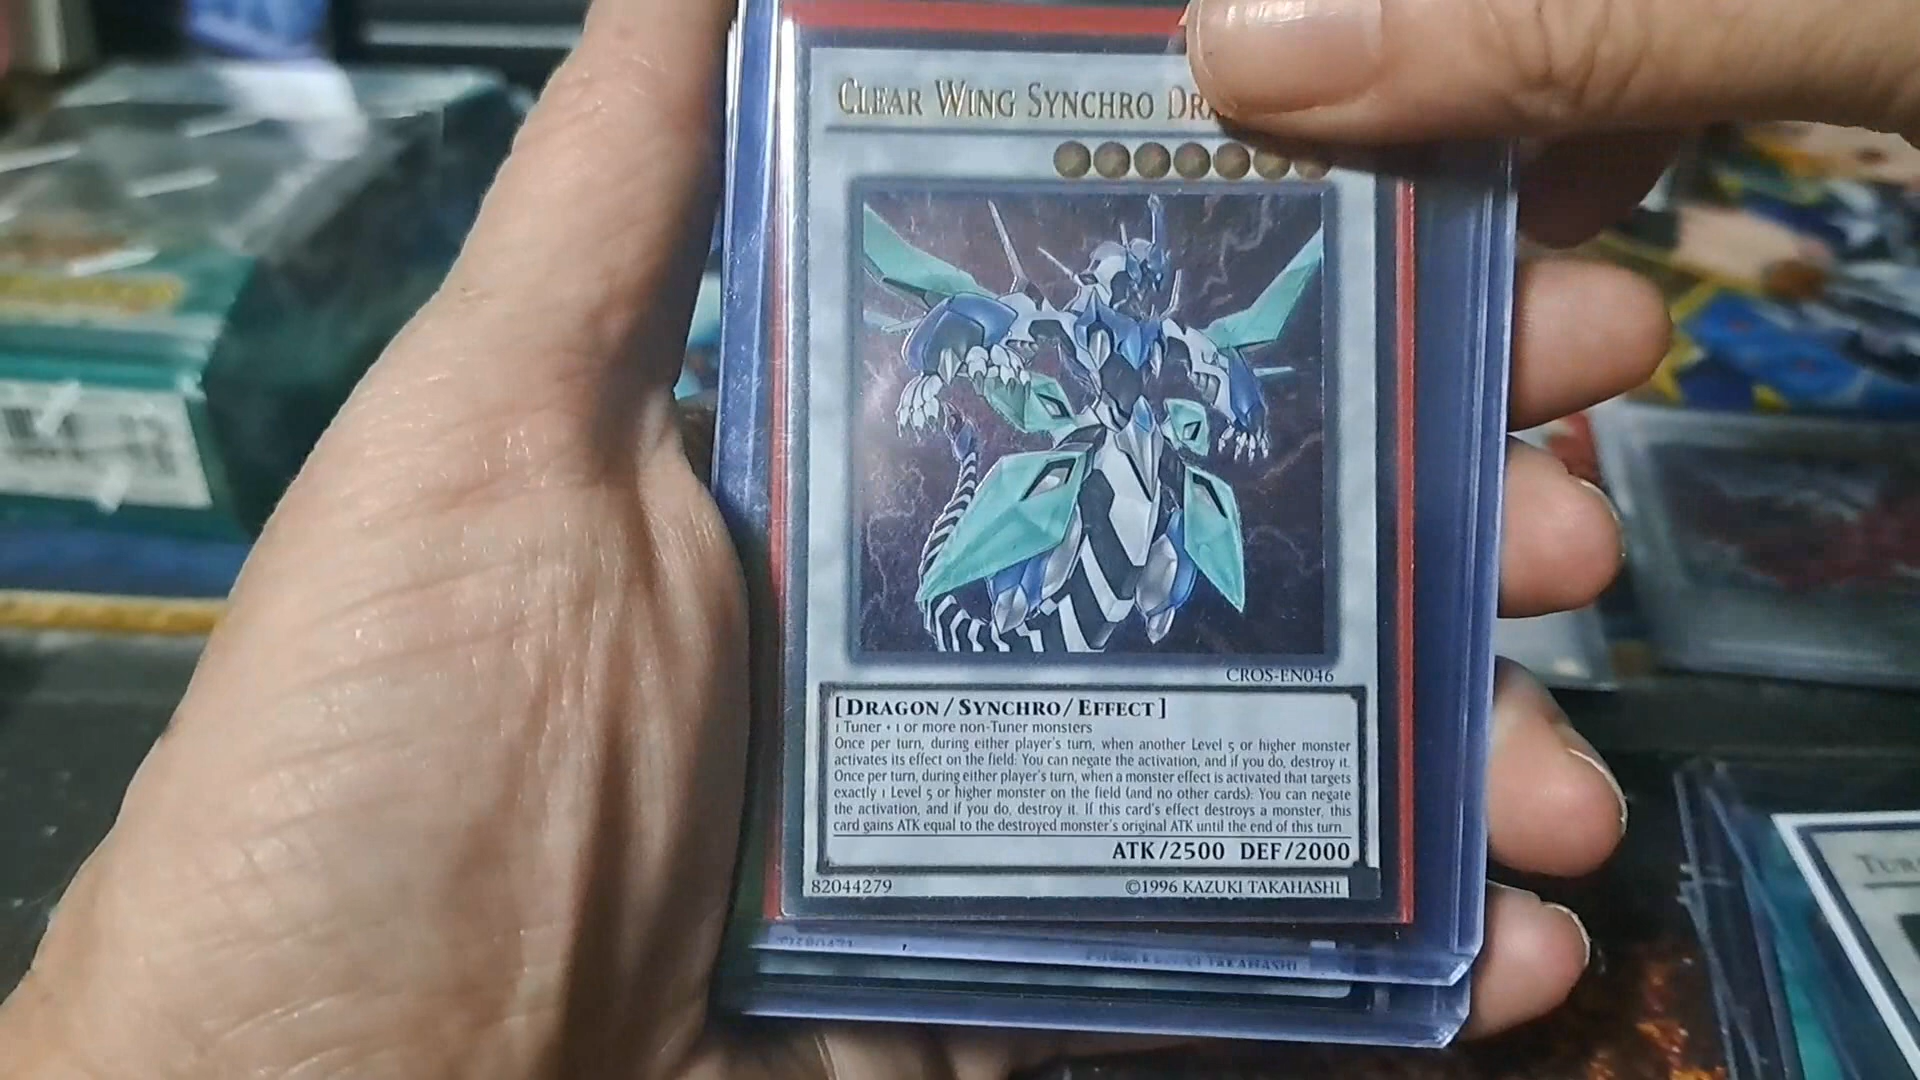 CLEAR WING SYNCHRO DRA
CROS-EN046
[DRAGON/SYNCHRO/EFFECT]
1 Tuner + 1 or more non-Tuner monsters
Once per turn, during either player's turn, when another Level 5 or higher monster
activates its effect on the field: You can negate the activation, and if you do, destroy it.
Once per turn, during either player's turn, when a monster effect is activated that targets
exactly 1 Level 5 or higher monster on the field (and no other cards): You can negate
the activation, and if you do, destroy it. If this card's effect destroys a monster, this
card gains ATK equal to the destroyed monster's original ATK until the end of this turn.
ATK/2500 DEF/2000
82044279 ©1996 KAZUKI TAKAHASHI
TAKAHASHI